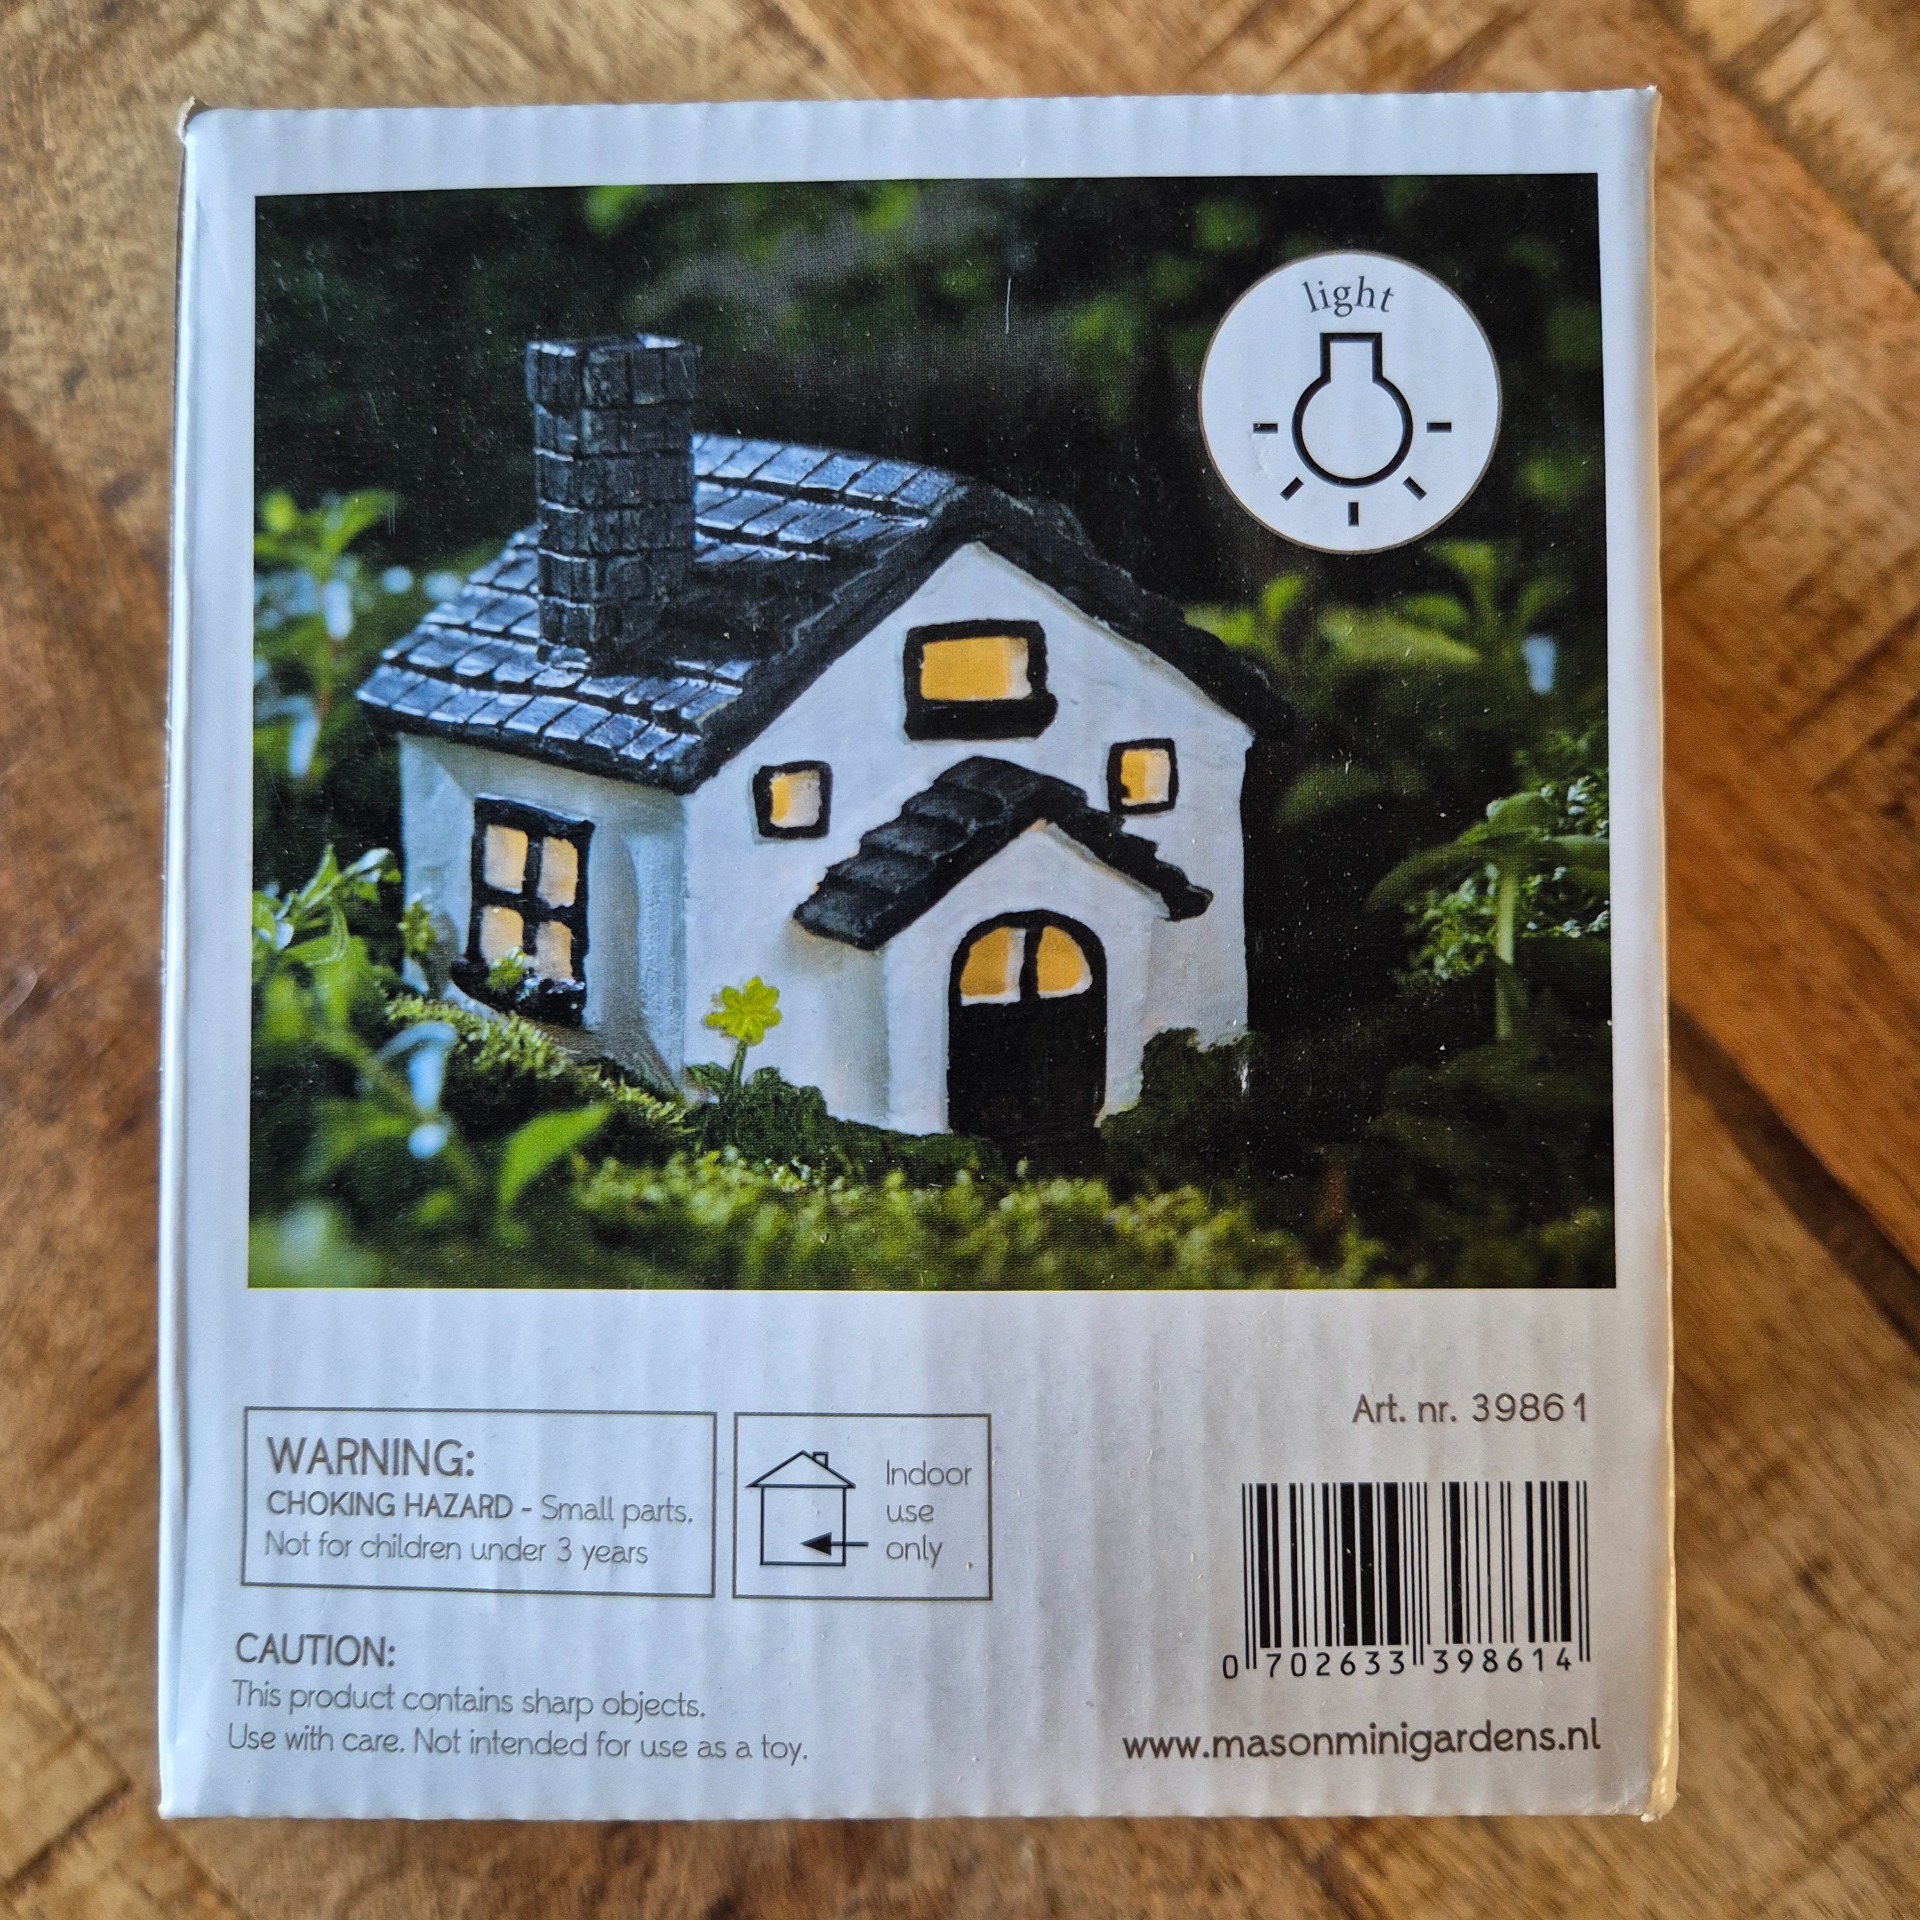 light
WARNING:
CHOKING HAZARD - Small parts.
Not for children under 3 years
Indoor
use
only
Art. nr. 39861
0 702633 398614
CAUTION:
This product contains sharp objects.
Use with care. Not intended for use as a toy.
www.masonminigardens.nl